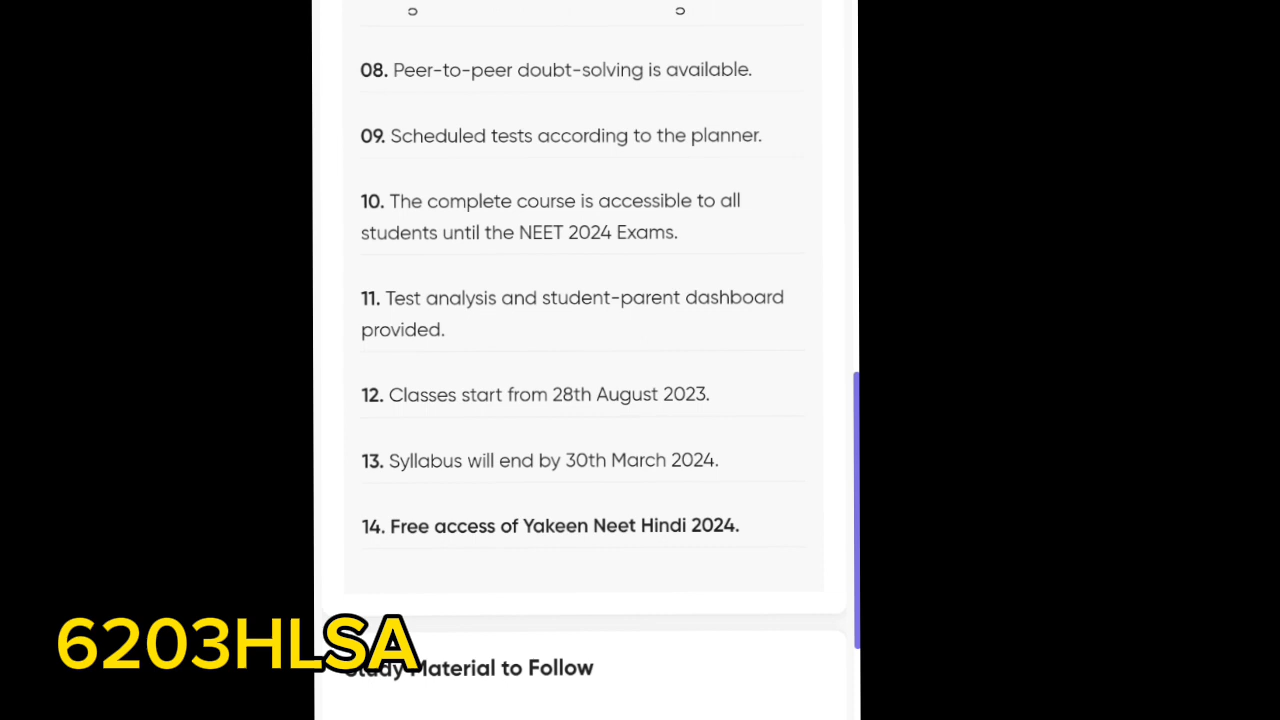 08. Peer-to-peer doubt-solving is available.
09. Scheduled tests according to the planner.
10. The complete course is accessible to all
students until the NEET 2024 Exams.
11. Test analysis and student-parent dashboard
provided.
12. Classes start from 28th August 2023.
13. Syllabus will end by 30th March 2024.
14. Free access of Yakeen Neet Hindi 2024.
6203HLSA
Study Material to Follow